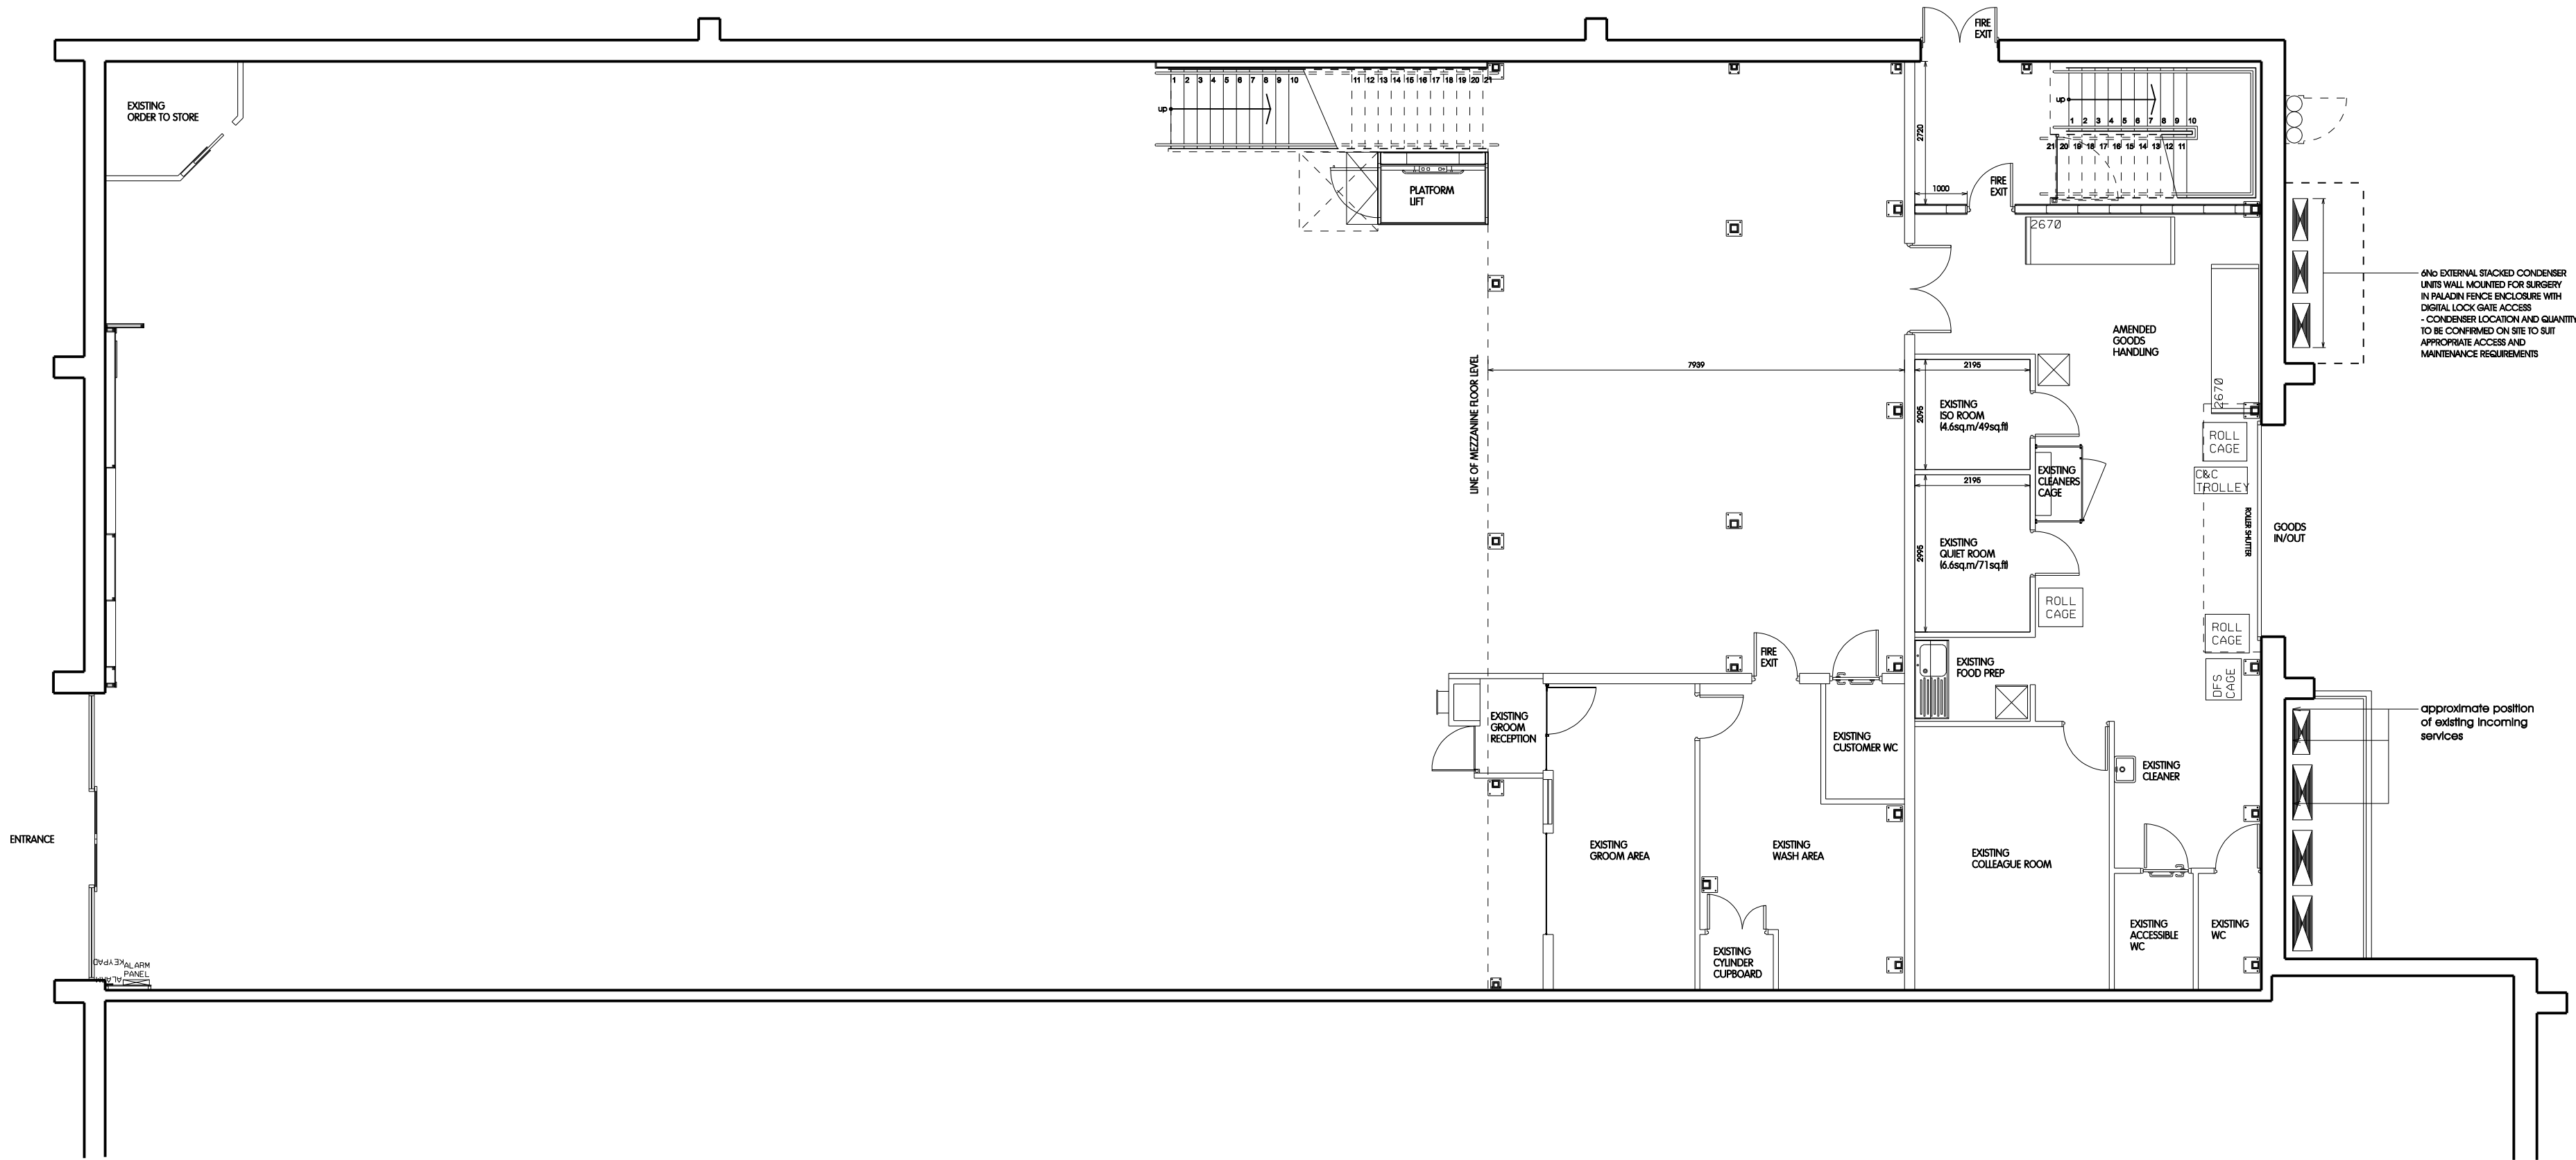 FIRE
EXIT
EXISTING
ORDER TO STORE
1 2 3 4 5 6 7 8 9 10 11 12 13 14 15 16 17 18 19 20 21
up
up
1 2 3 4 5 6 7 8 9 10
21 20 19 18 17 16 15 14 13 12 11
2720
1000
FIRE
EXIT
PLATFORM
LIFT
2670
6No EXTERNAL STACKED CONDENSER
UNITS WALL MOUNTED FOR SURGERY
IN PALADIN FENCE ENCLOSURE WITH
DIGITAL LOCK GATE ACCESS
- CONDENSER LOCATION AND QUANTITY
TO BE CONFIRMED ON SITE TO SUIT
APPROPRIATE ACCESS AND
MAINTENANCE REQUIREMENTS
AMENDED
GOODS
HANDLING
LINE OF MEZZANINE FLOOR LEVEL
7939
2195
2095
EXISTING
ISO ROOM
(4.6sq.m/49sq.ft)
2670
ROLL
CAGE
C&C
TROLLEY
EXISTING
CLEANERS
CAGE
2195
2995
EXISTING
QUIET ROOM
(6.6sq.m/71sq.ft)
ROLLER SHUTTER
GOODS
IN/OUT
ROLL
CAGE
ROLL
CAGE
FIRE
EXIT
EXISTING
FOOD PREP
DFS
CAGE
EXISTING
GROOM
RECEPTION
EXISTING
CUSTOMER WC
approximate position
of existing incoming
services
EXISTING
CLEANER
ENTRANCE
EXISTING
GROOM AREA
EXISTING
WASH AREA
EXISTING
COLLEAGUE ROOM
EXISTING
ACCESSIBLE
WC
EXISTING
WC
EXISTING
CYLINDER
CUPBOARD
KEYPAD
ALARM
ALARM
PANEL